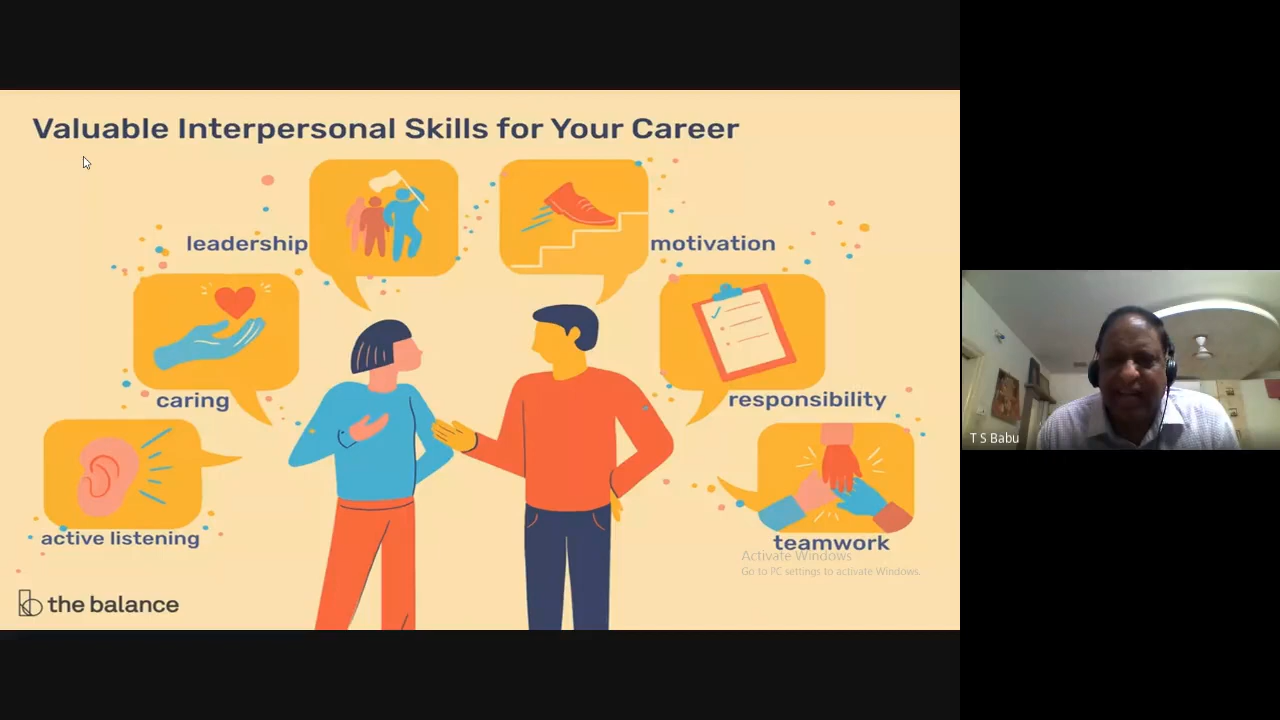 Valuable Interpersonal Skills for Your Career
leadership
motivation
caring
responsibility
active listening
teamwork
Activate Windows
Go to PC settings to activate Windows.
the balance
T S Babu